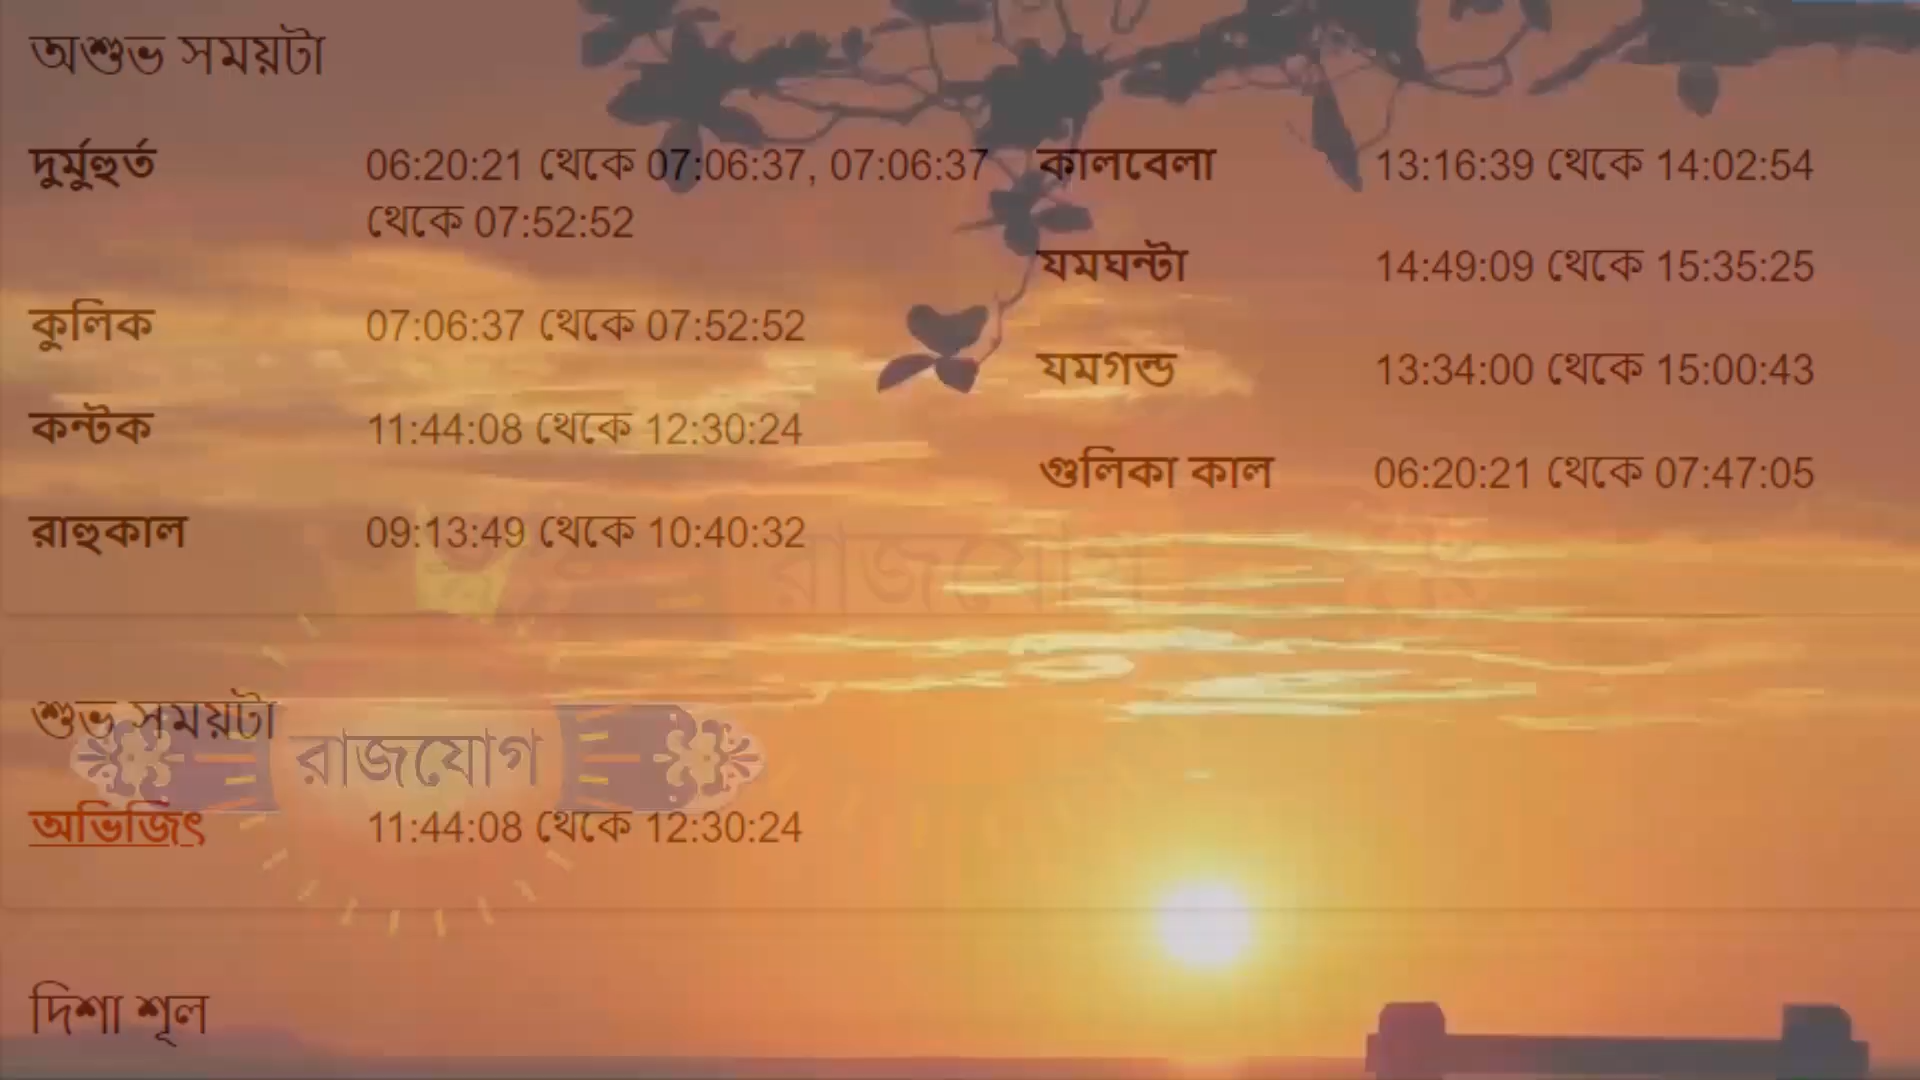 অশুভ সময়টা
দুর্মুহুর্ত 06:20:21 থেকে 07:06:37, 07:06:37
থেকে 07:52:52
কুলিক 07:06:37 থেকে 07:52:52
কন্টক 11:44:08 থেকে 12:30:24
রাহুকাল 09:13:49 থেকে 10:40:32
কালবেলা 13:16:39 থেকে 14:02:54
যমঘন্টা 14:49:09 থেকে 15:35:25
যমগন্ড 13:34:00 থেকে 15:00:43
গুলিকা কাল 06:20:21 থেকে 07:47:05
রাজযোগ
শুভ সময়টা
রাজযোগ
অভিজিৎ 11:44:08 থেকে 12:30:24
দিশা শূল